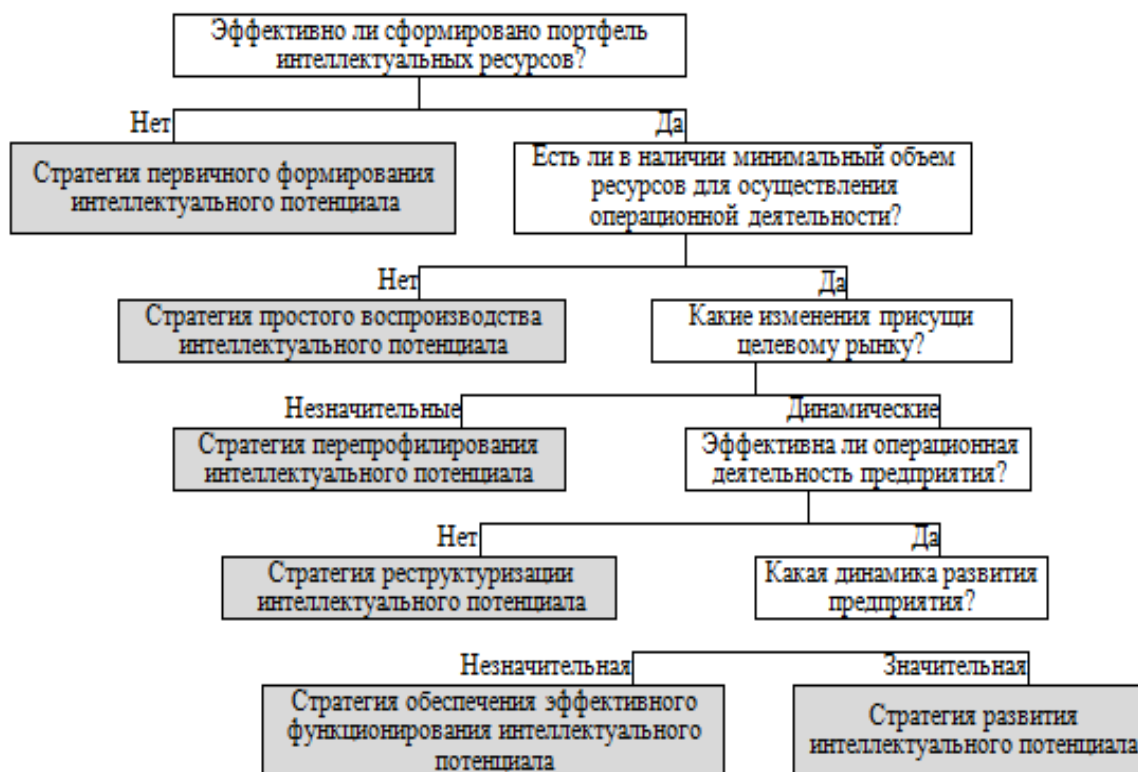 Эффективно ли сформировано портфель
интеллектуальных ресурсов?
Нет
Да
Стратегия первичного формирования
интеллектуального потенциала
Есть ли в наличии минимальный объем
ресурсов для осуществления
операционной деятельности?
Нет
Да
Стратегия простого воспроизводства
интеллектуального потенциала
Какие изменения присущи
целевому рынку?
Незначительные
Динамические
Стратегия перепрофилирования
интеллектуального потенциала
Эффективна ли операционная
деятельность предприятия?
Нет
Да
Стратегия реструктуризации
интеллектуального потенциала
Какая динамика развития
предприятия?
Незначительная
Значительная
Стратегия обеспечения эффективного
функционирования интеллектуального
потенциала
Стратегия развития
интеллектуального потенциала